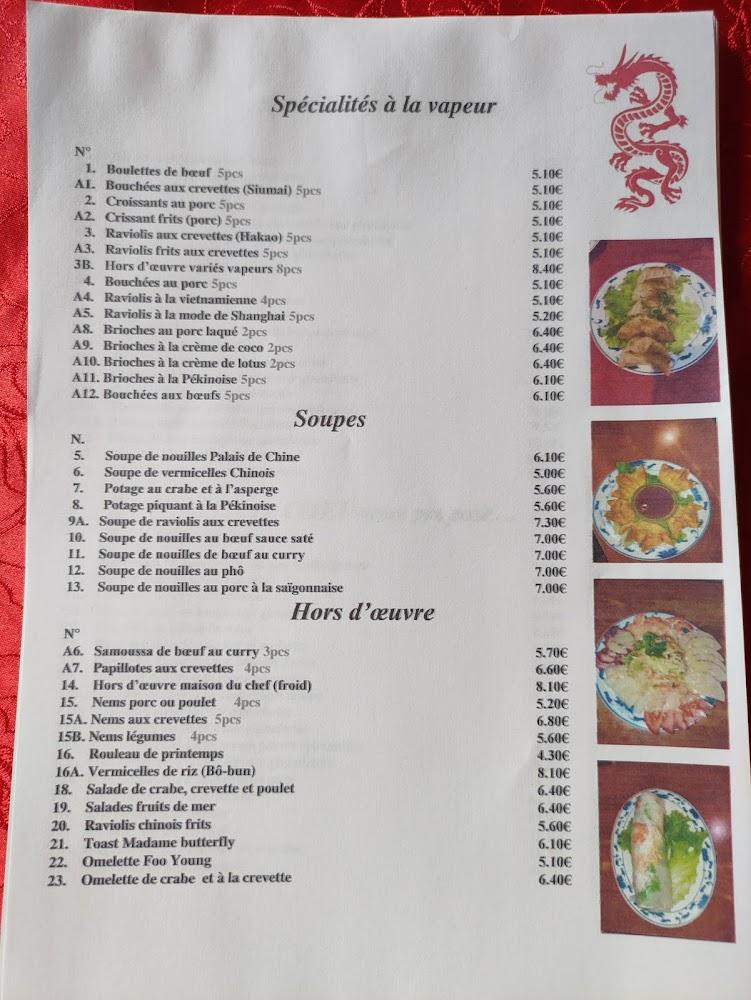 Spécialités à la vapeur
N°
1. Boulettes de bœuf 5pcs 5.10€
A1. Bouchées aux crevettes (Siumai) 5pcs 5.10€
2. Croissants au porc 5pcs 5.10€
A2. Crissant frits (porc) 5pcs 5.10€
3. Raviolis aux crevettes (Hakao) 5pcs 5.10€
A3. Raviolis frits aux crevettes 5pcs 5.10€
3B. Hors d'œuvre variés vapeurs 8pcs 8.40€
4. Bouchées au porc 5pcs 5.10€
A4. Raviolis à la vietnamienne 4pcs 5.10€
A5. Raviolis à la mode de Shanghai 5pcs 5.20€
A8. Brioches au porc laqué 2pcs 6.40€
A9. Brioches à la crème de coco 2pcs 6.40€
A10. Brioches à la crème de lotus 2pcs 6.40€
A11. Brioches à la Pékinoise 5pcs 6.10€
A12. Bouchées aux bœufs 5pcs 6.10€
Soupes
N.
5. Soupe de nouilles Palais de Chine 6.10€
6. Soupe de vermicelles Chinois 5.00€
7. Potage au crabe et à l'asperge 5.60€
8. Potage piquant à la Pékinoise 5.60€
9A. Soupe de raviolis aux crevettes 7.30€
10. Soupe de nouilles au bœuf sauce saté 7.00€
11. Soupe de nouilles de bœuf au curry 7.00€
12. Soupe de nouilles au phô 7.00€
13. Soupe de nouilles au porc à la saïgonnaise 7.00€
Hors d'œuvre
N°
A6. Samoussa de bœuf au curry 3pcs 5.70€
A7. Papillotes aux crevettes 4pcs 6.60€
14. Hors d'œuvre maison du chef (froid) 8.10€
15. Nems porc ou poulet 4pcs 5.20€
15A. Nems aux crevettes 5pcs 6.80€
15B. Nems légumes 4pcs 5.60€
16. Rouleau de printemps 4.30€
16A. Vermicelles de riz (Bô-bun) 8.10€
18. Salade de crabe, crevette et poulet 6.40€
19. Salades fruits de mer 6.40€
20. Raviolis chinois frits 5.60€
21. Toast Madame butterfly 6.10€
22. Omelette Foo Young 5.10€
23. Omelette de crabe et à la crevette 6.40€